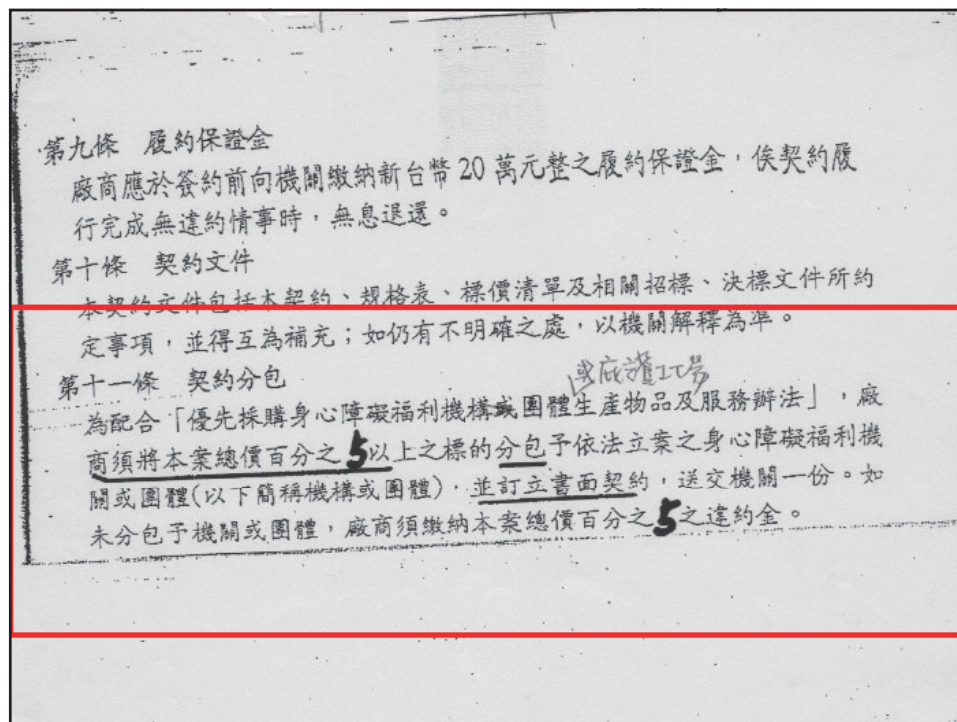 第九條 履約保證金
廠商應於簽約前向機關繳納新台幣20萬元整之履約保證金,俟契約履
行完成無違約情事時,無息退還。
第十條 契約文件
本契約文件包括本契約、規格表、標價清單及相關招標、決標文件所約
定事項,並得互為補充;如仍有不明確之處,以機關解釋為準。
第十一條 契約分包
或庇護工場
為配合「優先採購身心障礙福利機構或團體生產物品及服務辦法」,廠
商須將本案總價百分之5以上之標的分包予依法立案之身心障礙福利機
關或團體(以下簡稱機構或團體),並訂立書面契約,送交機關一份。如
未分包予機關或團體,廠商須繳納本案總價百分之5之違約金。